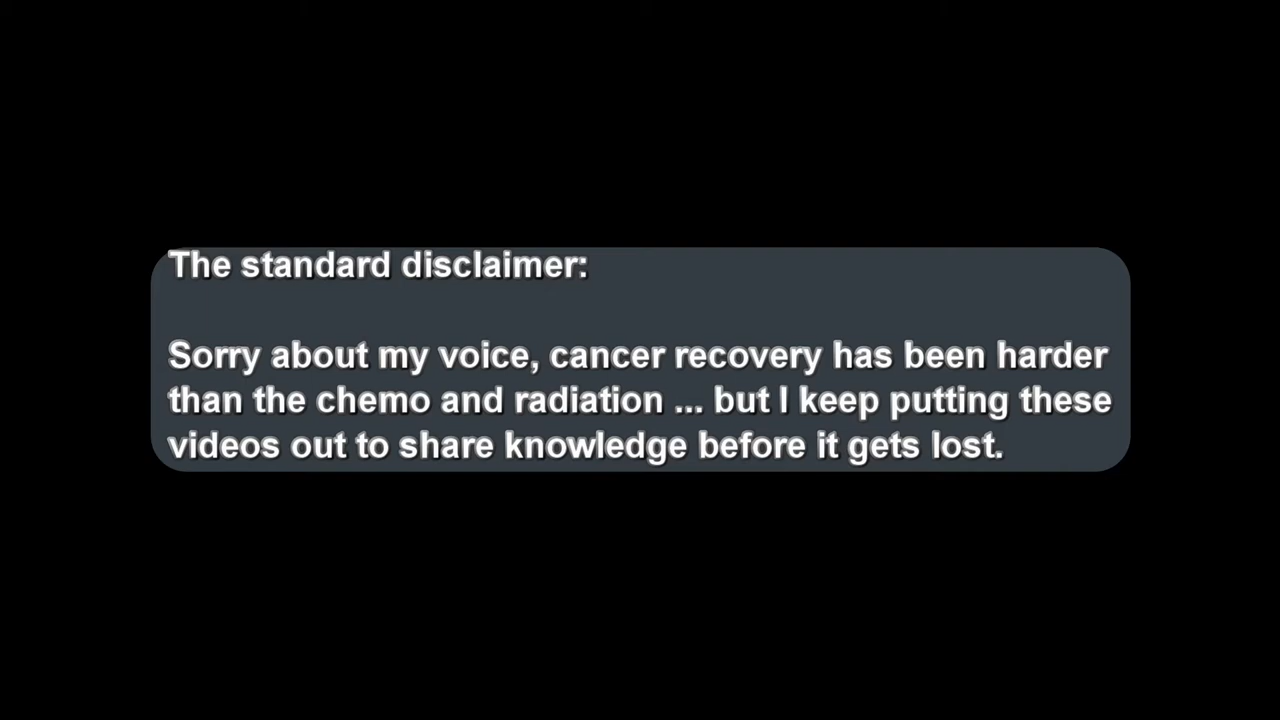 The standard disclaimer:
Sorry about my voice, cancer recovery has been harder
than the chemo and radiation ... but I keep putting these
videos out to share knowledge before it gets lost.